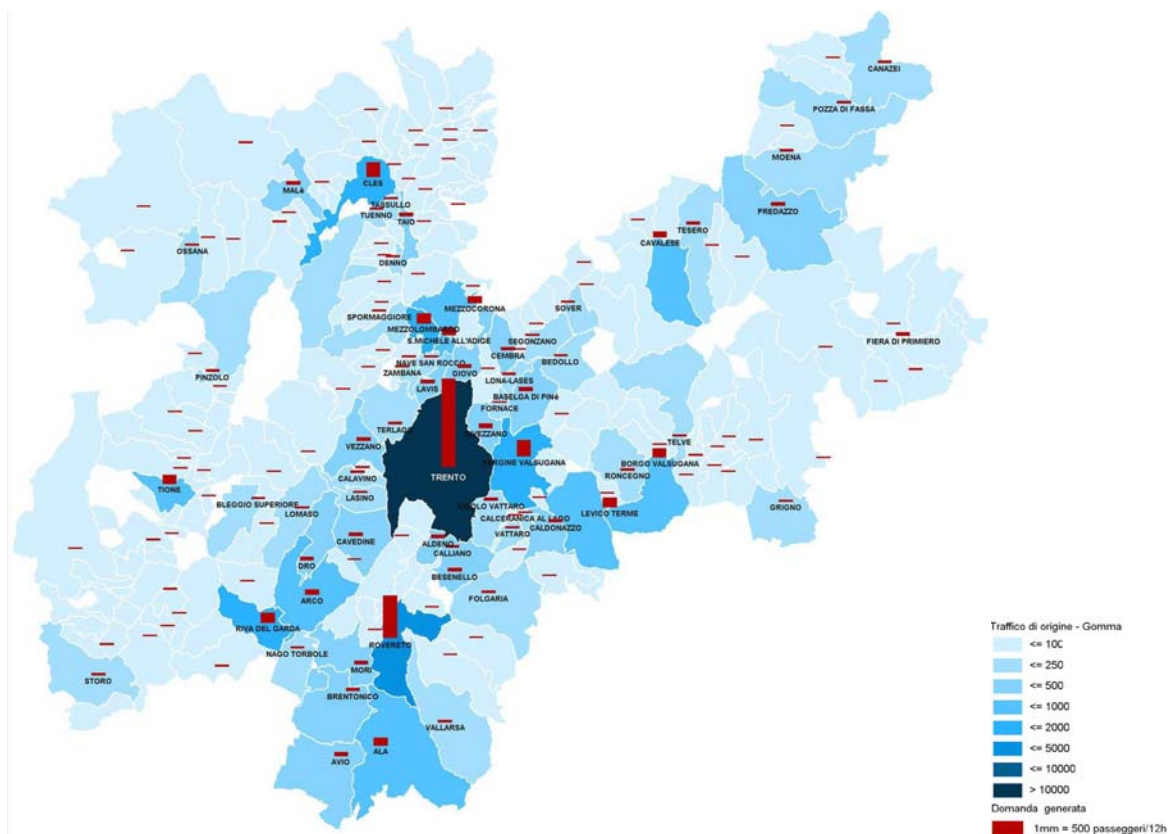 CANAZEI
POZZA DI FASSA
MOENA
CLES
MALè
TASSULLO
TUENNO
TAIO
PREDAZZO
TESERO
CAVALESE
OSSANA
DENNO
MEZZOCORONA
SOVER
SPORMAGGIORE
MEZZOLOMBARDO
S.MICHELE ALL'ADIGE
SEGONZANO
FIERA DI PRIMIERO
CEMBRA
BEDOLLO
NAVE SAN ROCCO
ZAMBANA
GIOVO
PINZOLO
LONA-LASES
LAVIS
BASELGA DI PINé
FORNACE
TERLAGO
CIVEZZANO
VEZZANO
TELVE
BORGO VALSUGANA
PERGINE VALSUGANA
RONCEGNO
CALAVINO
TRENTO
TIONE
LASINO
BLEGGIO SUPERIORE
LOMASO
VIGOLO VATTARO
LEVICO TERME
GRIGNO
CALCERANICA AL LAGO
CALDONAZZO
VATTARO
CAVEDINE
ALDENO
CALLIANO
DRO
BESENELLO
ARCO
FOLGARIA
RIVA DEL GARDA
ROVERETO
NAGO TORBOLE
MORI
STORO
BRENTONICO
VALLARSA
ALA
AVIO
Traffico di origine - Gomma
<= 100
<= 250
<= 500
<= 1000
<= 2000
<= 5000
<= 10000
> 10000
Domanda generata
1mm = 500 passeggeri/12h